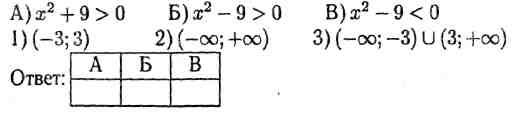 А) x² + 9 > 0 Б) x² − 9 > 0 В) x² − 9 < 0
1) (−3; 3) 2) (−∞; +∞) 3) (−∞; −3) ∪ (3; +∞)
Ответ: А Б В